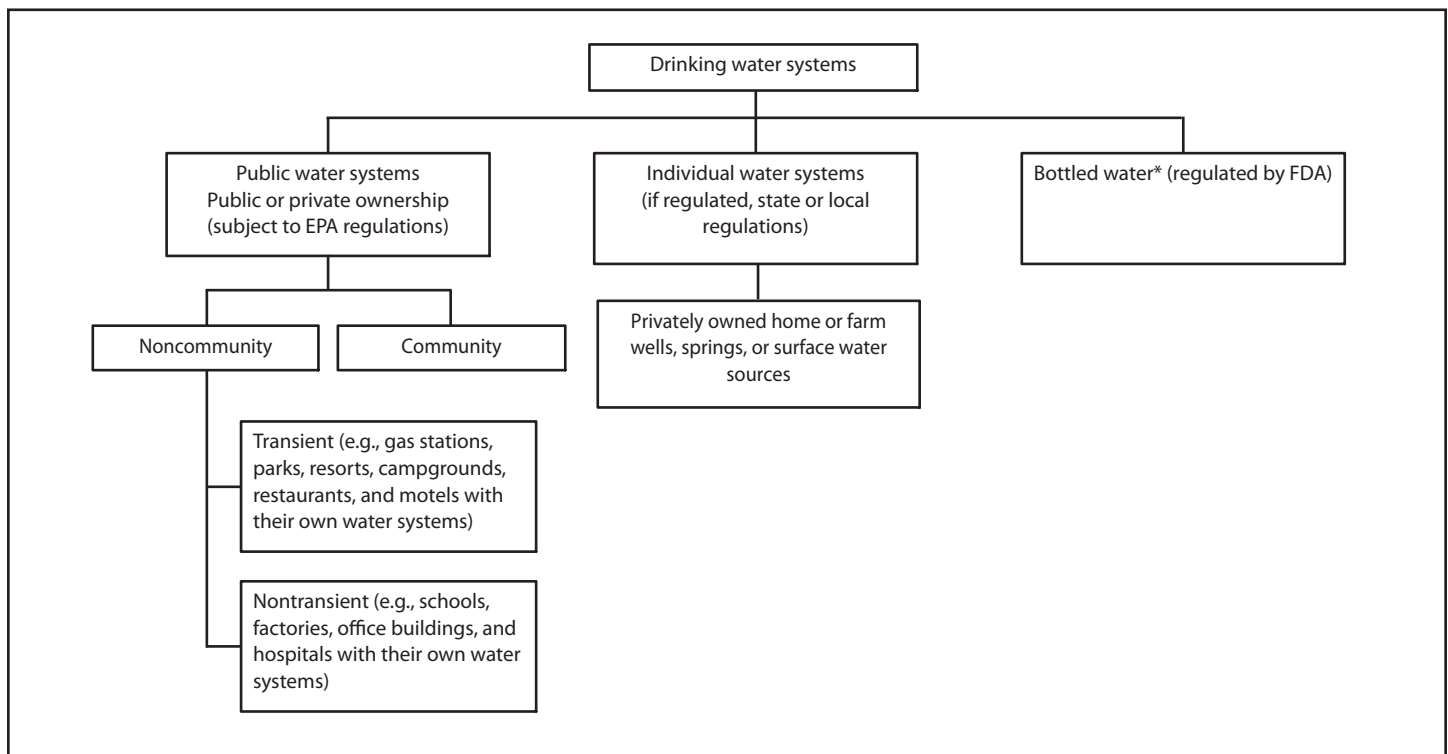 Drinking water systems
Public water systems
Public or private ownership
(subject to EPA regulations)
Individual water systems
(if regulated, state or local
regulations)
Bottled water* (regulated by FDA)
Noncommunity
Community
Privately owned home or farm
wells, springs, or surface water
sources
Transient (e.g., gas stations,
parks, resorts, campgrounds,
restaurants, and motels with
their own water systems)
Nontransient (e.g., schools,
factories, office buildings, and
hospitals with their own water
systems)